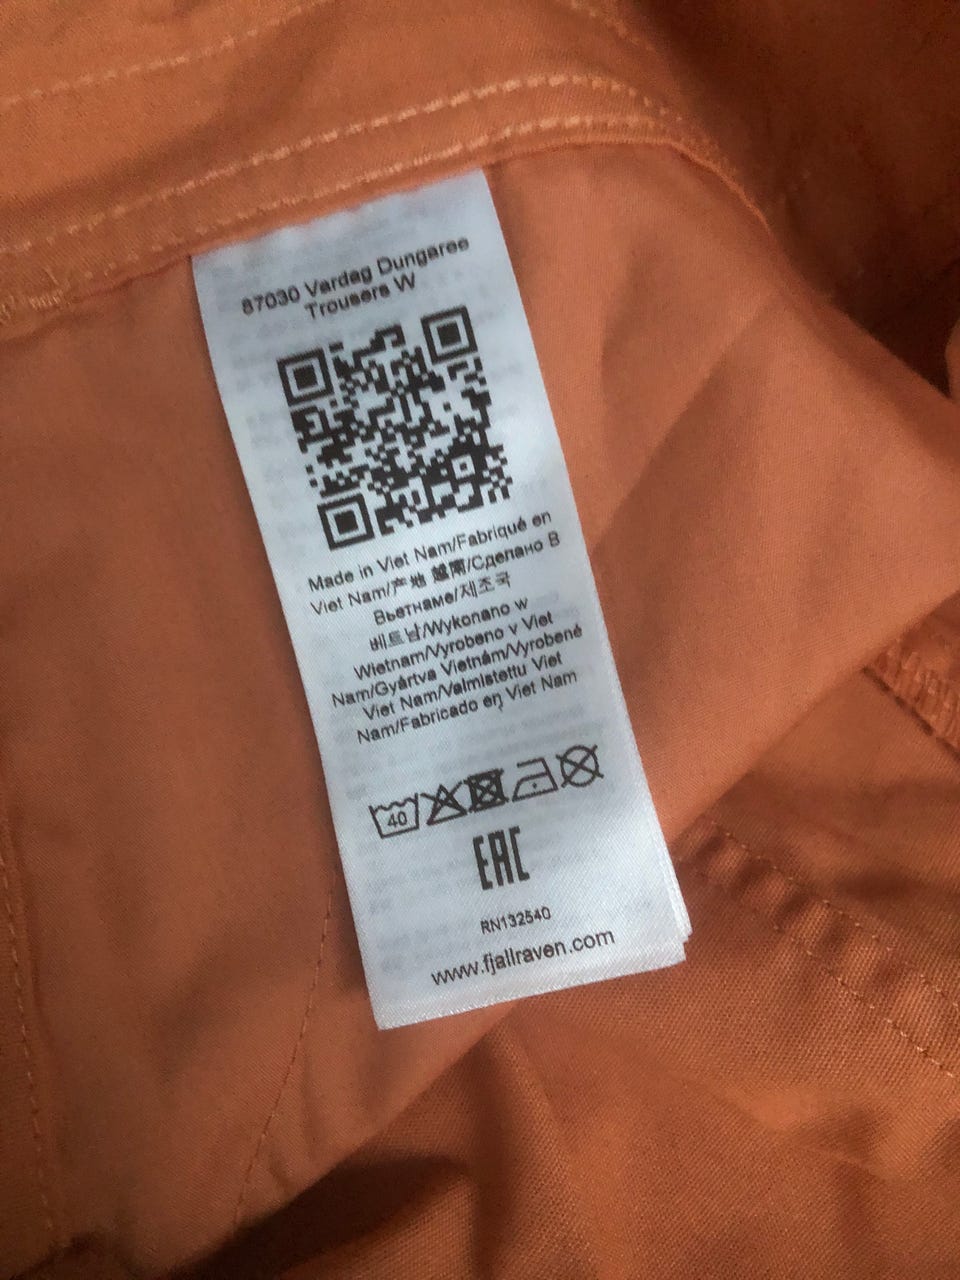 87030 Vardag Dungaree
Trousers W
Made in Viet Nam/Fabriqué en
Viet Nam/产地 越南/Сделано В
Вьетнаме/제조국
베트남/Wykonano w
Wietnam/Vyrobeno v Viet
Nam/Gyártva Vietnám/Vyrobené
Viet Nam/Valmistettu Viet
Nam/Fabricado en Viet Nam
40
EAC
RN132540
www.fjallraven.com